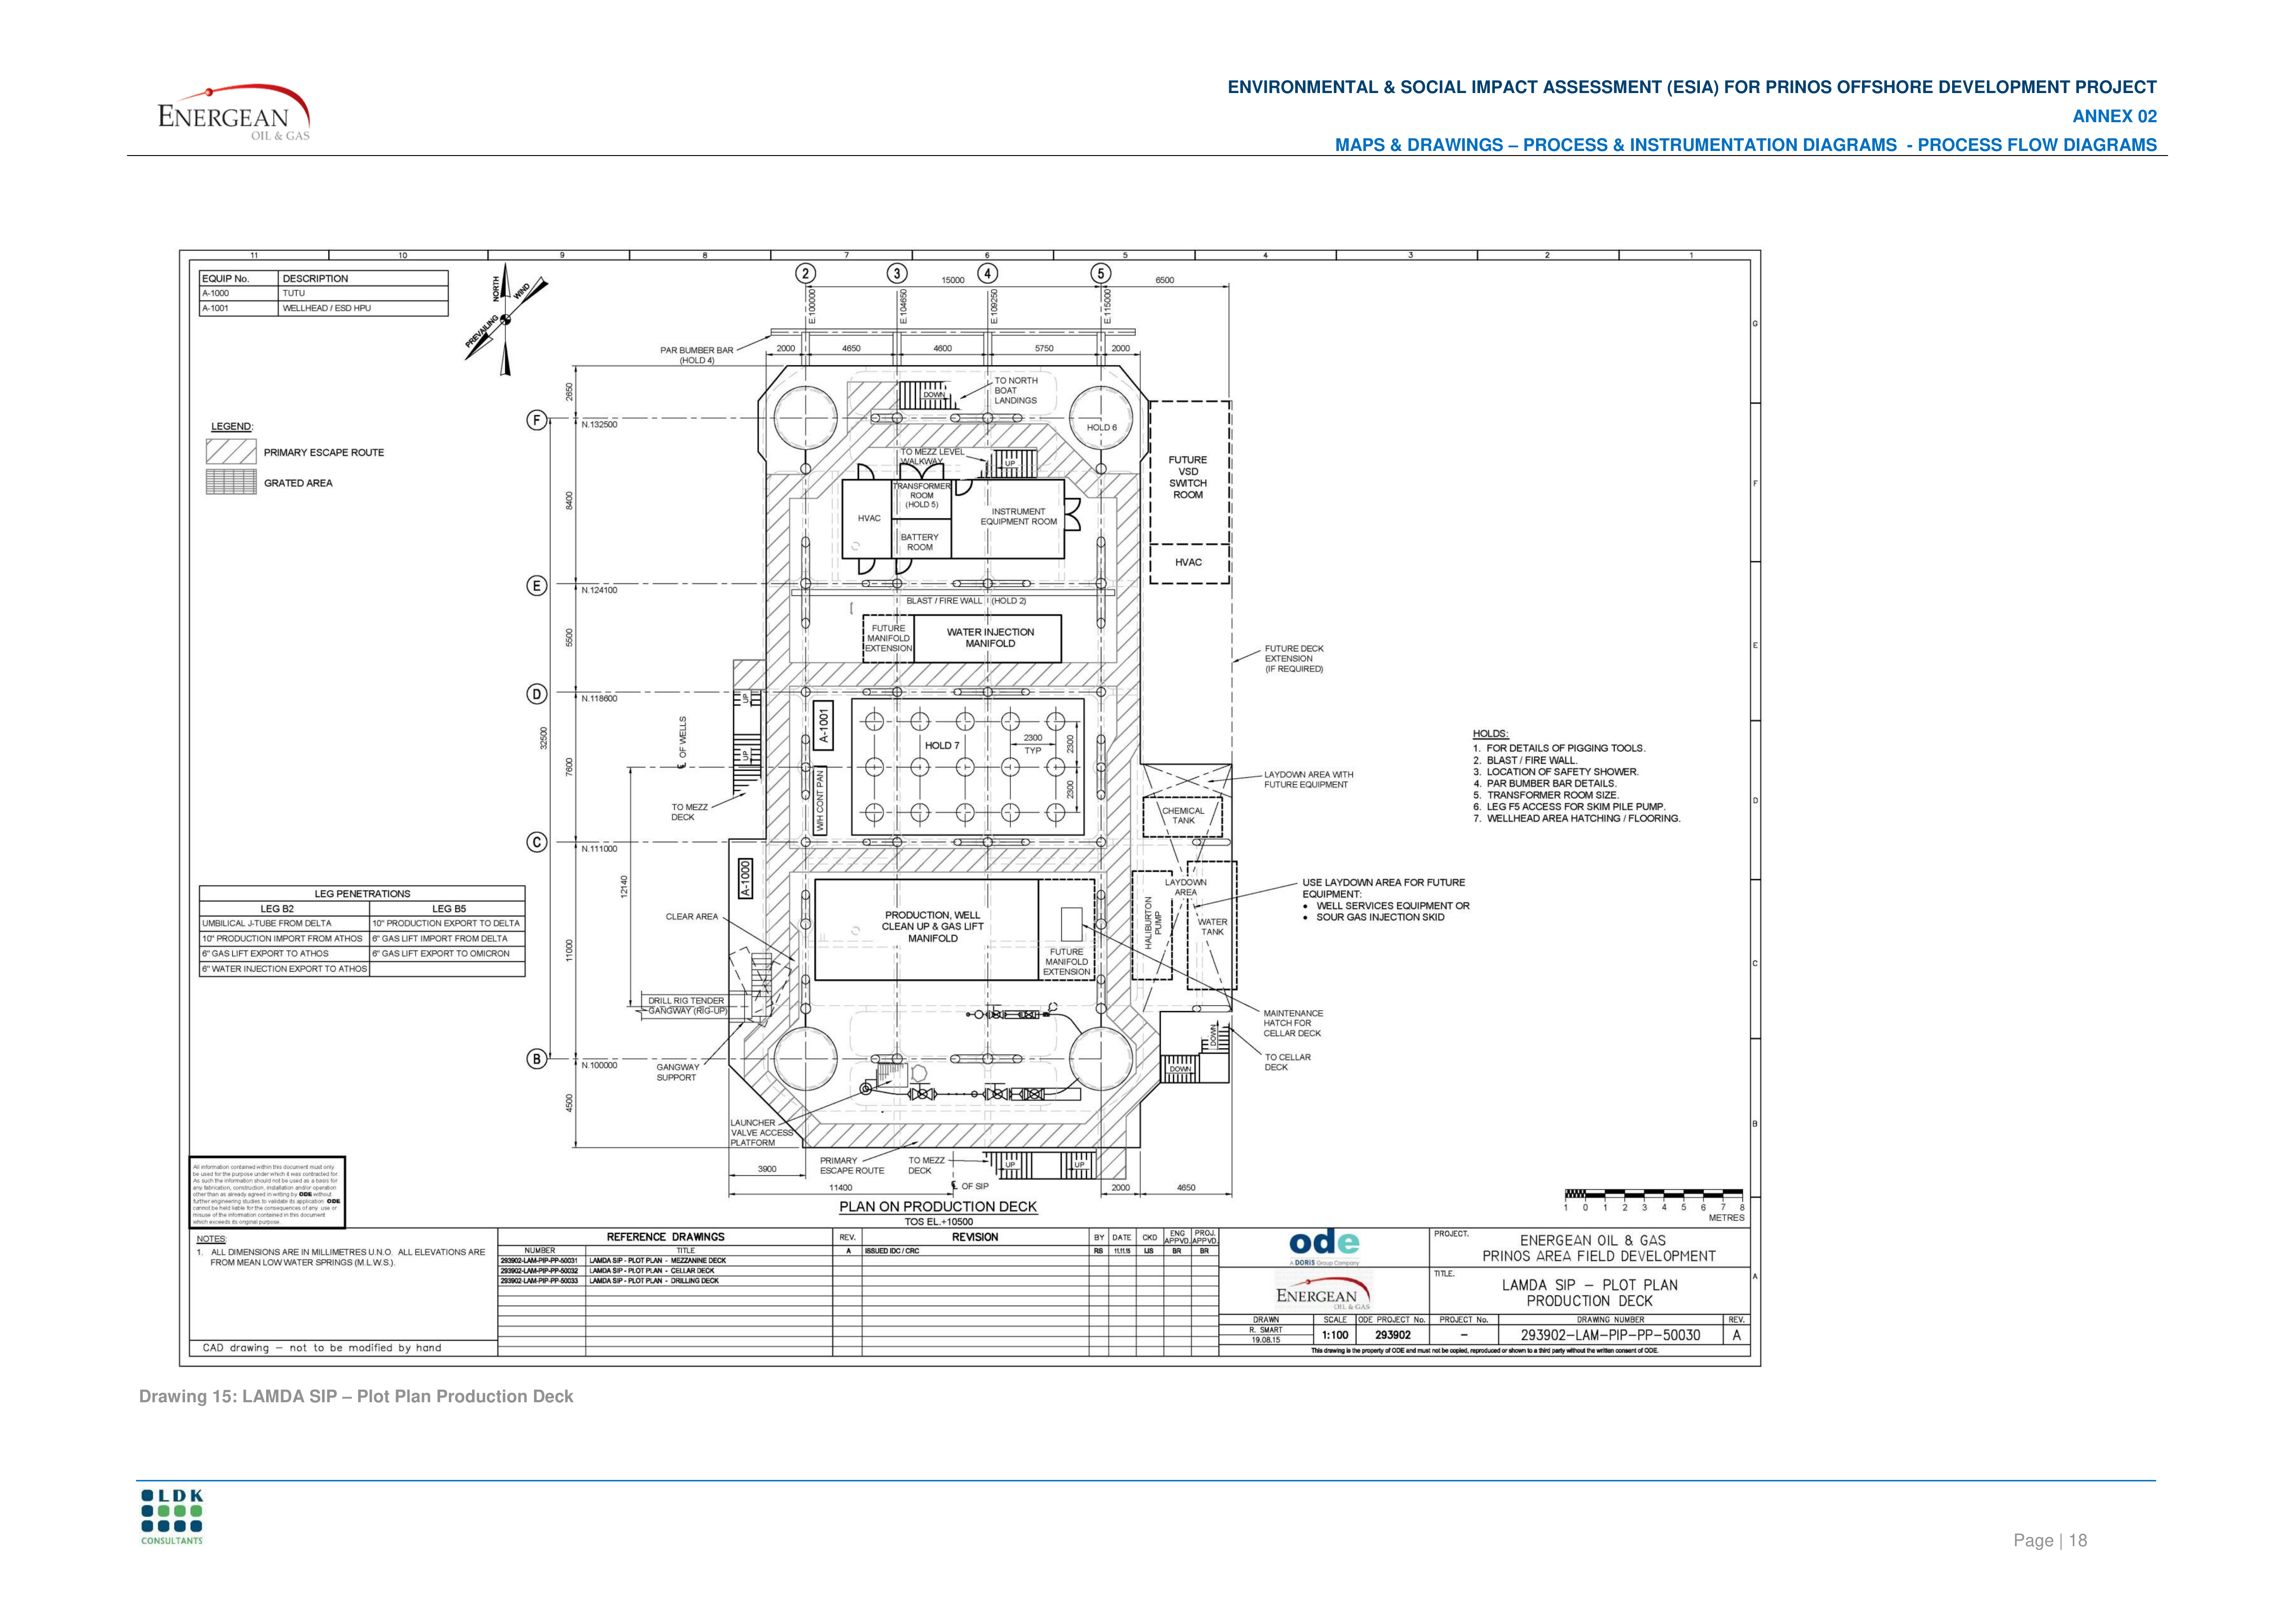 ENERGEAN
OIL & GAS
ENVIRONMENTAL & SOCIAL IMPACT ASSESSMENT (ESIA) FOR PRINOS OFFSHORE DEVELOPMENT PROJECT
ANNEX 02
MAPS & DRAWINGS – PROCESS & INSTRUMENTATION DIAGRAMS - PROCESS FLOW DIAGRAMS
11 10 9 8 7 6 5 4 3 2 1
EQUIP No. DESCRIPTION
A-1000 TUTU
A-1001 WELLHEAD / ESD HPU
NORTH
WIND
PREVAILING
2 3 4 5
15000 6500
E.100000
E.104650
E.109250
E.115000
PAR BUMBER BAR
(HOLD 4)
2000 4650 4600 5750 2000
LEGEND:
PRIMARY ESCAPE ROUTE
GRATED AREA
2650
F
N.132500
8400
E
N.124100
5500
D
N.118600
32500
7600
C
N.111000
12140
11000
B
N.100000
4500
DOWN
TO NORTH
BOAT
LANDINGS
HOLD 6
TO MEZZ LEVEL
WALKWAY
UP
TRANSFORMER
ROOM
(HOLD 5)
HVAC
INSTRUMENT
EQUIPMENT ROOM
BATTERY
ROOM
FUTURE
VSD
SWITCH
ROOM
HVAC
BLAST / FIRE WALL (HOLD 2)
FUTURE
MANIFOLD
EXTENSION
WATER INJECTION
MANIFOLD
FUTURE DECK
EXTENSION
(IF REQUIRED)
UP
UP
℄ OF WELLS
A-1001
HOLD 7
2300
TYP
2300
2300
W/H CONT PAN
TO MEZZ
DECK
LAYDOWN AREA WITH
FUTURE EQUIPMENT
CHEMICAL
TANK
HOLDS:
1. FOR DETAILS OF PIGGING TOOLS.
2. BLAST / FIRE WALL.
3. LOCATION OF SAFETY SHOWER.
4. PAR BUMBER BAR DETAILS.
5. TRANSFORMER ROOM SIZE.
6. LEG F5 ACCESS FOR SKIM PILE PUMP.
7. WELLHEAD AREA HATCHING / FLOORING.
A-1000
LEG PENETRATIONS
LEG B2 LEG B5
UMBILICAL J-TUBE FROM DELTA 10" PRODUCTION EXPORT TO DELTA
10" PRODUCTION IMPORT FROM ATHOS 6" GAS LIFT IMPORT FROM DELTA
6" GAS LIFT EXPORT TO ATHOS 6" GAS LIFT EXPORT TO OMICRON
6" WATER INJECTION EXPORT TO ATHOS
CLEAR AREA
PRODUCTION, WELL
CLEAN UP & GAS LIFT
MANIFOLD
FUTURE
MANIFOLD
EXTENSION
HALIBURTON
PUMP
LAYDOWN
AREA
WATER
TANK
USE LAYDOWN AREA FOR FUTURE
EQUIPMENT:
• WELL SERVICES EQUIPMENT OR
• SOUR GAS INJECTION SKID
DRILL RIG TENDER
GANGWAY (RIG-UP)
MAINTENANCE
HATCH FOR
CELLAR DECK
DOWN
DOWN
TO CELLAR
DECK
GANGWAY
SUPPORT
LAUNCHER
VALVE ACCESS
PLATFORM
PRIMARY
ESCAPE ROUTE
TO MEZZ
DECK
UP
UP
3900
11400
℄ OF SIP
2000 4650
PLAN ON PRODUCTION DECK
TOS EL.+10500
1 0 1 2 3 4 5 6 7 8
METRES
G
F
E
D
C
B
A
All information contained within this document must only
be used for the purpose under which it was contracted for.
As such the information should not be used as a basis for
any fabrication, construction, installation and/or operation
other than as already agreed in writing by ODE without
further engineering studies to validate its application. ODE
cannot be held liable for the consequences of any use or
misuse of the information contained in this document
which exceeds its original purpose.
NOTES:
1. ALL DIMENSIONS ARE IN MILLIMETRES U.N.O. ALL ELEVATIONS ARE
FROM MEAN LOW WATER SPRINGS (M.L.W.S.).
CAD drawing – not to be modified by hand
REFERENCE DRAWINGS
NUMBER TITLE
293902-LAM-PIP-PP-50031 LAMDA SIP - PLOT PLAN - MEZZANINE DECK
293902-LAM-PIP-PP-50032 LAMDA SIP - PLOT PLAN - CELLAR DECK
293902-LAM-PIP-PP-50033 LAMDA SIP - PLOT PLAN - DRILLING DECK
REV. REVISION BY DATE CKD ENG APPVD. PROJ. APPVD.
A ISSUED IDC / CRC RS 11.11.15 IJS BR BR
ode
A DORIS Group Company
ENERGEAN
OIL & GAS
PROJECT.
ENERGEAN OIL & GAS
PRINOS AREA FIELD DEVELOPMENT
TITLE.
LAMDA SIP – PLOT PLAN
PRODUCTION DECK
DRAWN SCALE ODE PROJECT No. PROJECT No. DRAWING NUMBER REV.
R. SMART
19.08.15 1:100 293902 – 293902-LAM-PIP-PP-50030 A
This drawing is the property of ODE and must not be copied, reproduced or shown to a third party without the written consent of ODE.
Drawing 15: LAMDA SIP – Plot Plan Production Deck
LDK
CONSULTANTS
Page | 18